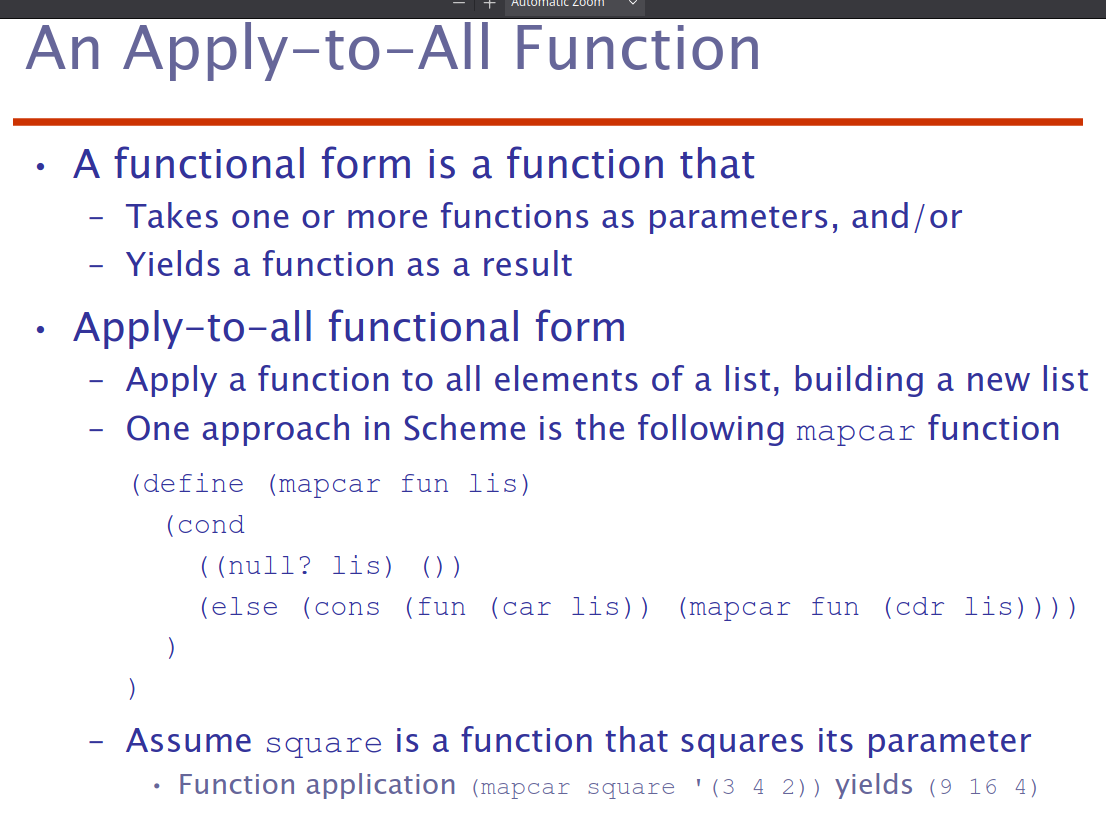 Automatic Zoom
An Apply-to-All Function
• A functional form is a function that
– Takes one or more functions as parameters, and/or
– Yields a function as a result
• Apply-to-all functional form
– Apply a function to all elements of a list, building a new list
– One approach in Scheme is the following mapcar function
(define (mapcar fun lis)
(cond
((null? lis) ())
(else (cons (fun (car lis)) (mapcar fun (cdr lis))))
)
)
– Assume square is a function that squares its parameter
• Function application (mapcar square '(3 4 2)) yields (9 16 4)